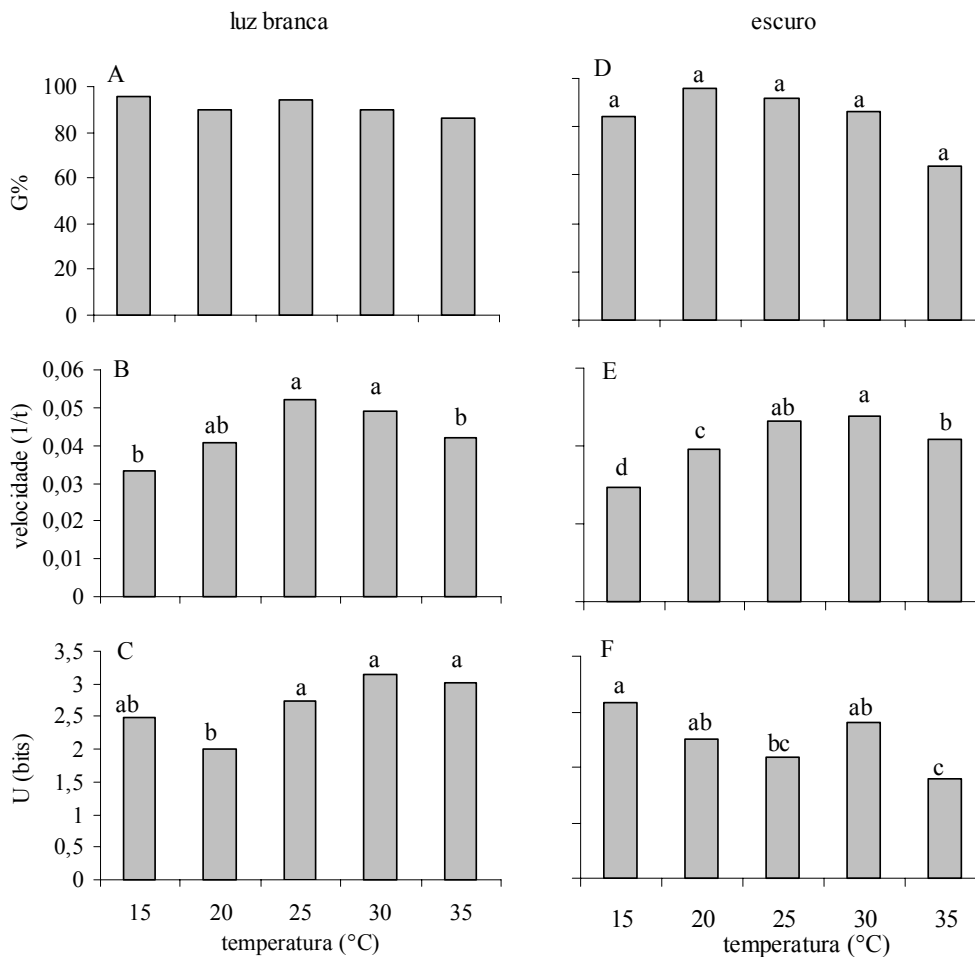 luz branca
escuro
A
G%
100
80
60
40
20
0
D
a
a
a
a
a
B
velocidade (1/t)
0,06
0,05
0,04
0,03
0,02
0,01
0
b
ab
a
a
b
E
d
c
ab
a
b
C
U (bits)
3,5
3
2,5
2
1,5
1
0,5
0
ab
b
a
a
a
F
a
ab
bc
ab
c
15 20 25 30 35
temperatura (°C)
15 20 25 30 35
temperatura (°C)